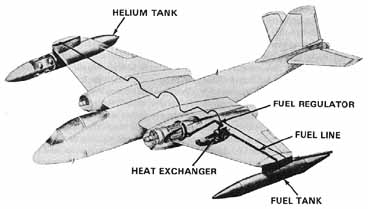 HELIUM TANK
FUEL REGULATOR
FUEL LINE
HEAT EXCHANGER
FUEL TANK